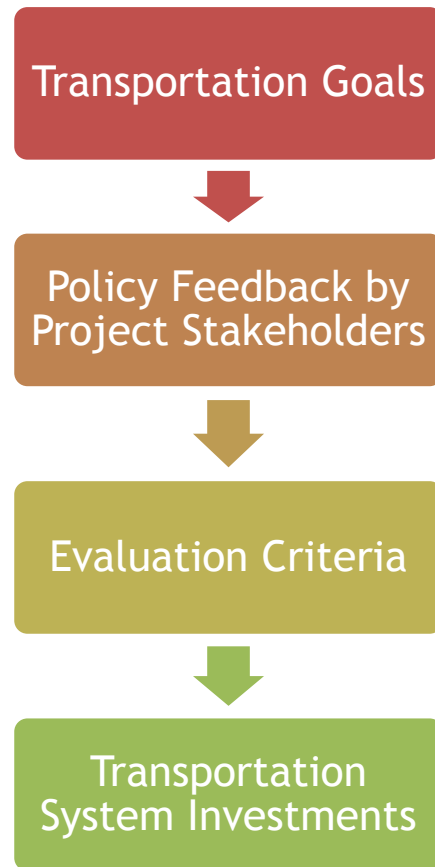 Transportation Goals
Policy Feedback by
Project Stakeholders
Evaluation Criteria
Transportation
System Investments